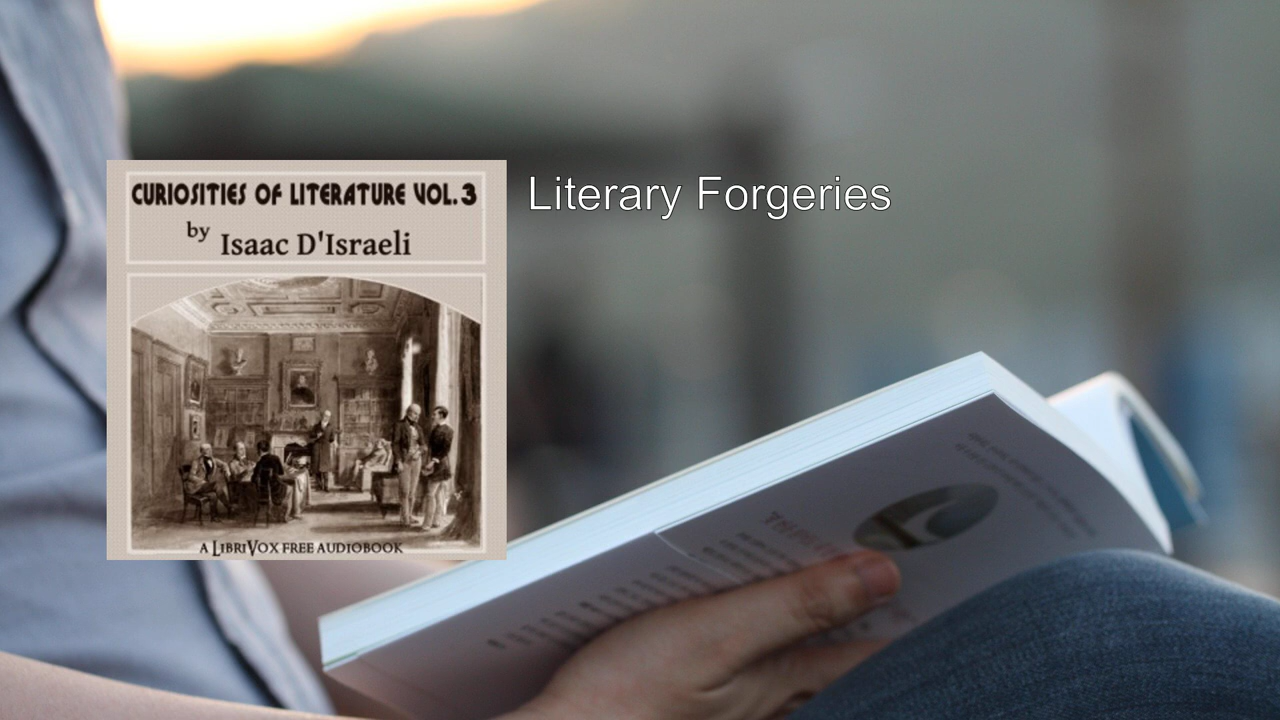 CURIOSITIES OF LITERATURE VOL.3
by Isaac D'Israeli
A LIBRIVOX FREE AUDIOBOOK
Literary Forgeries